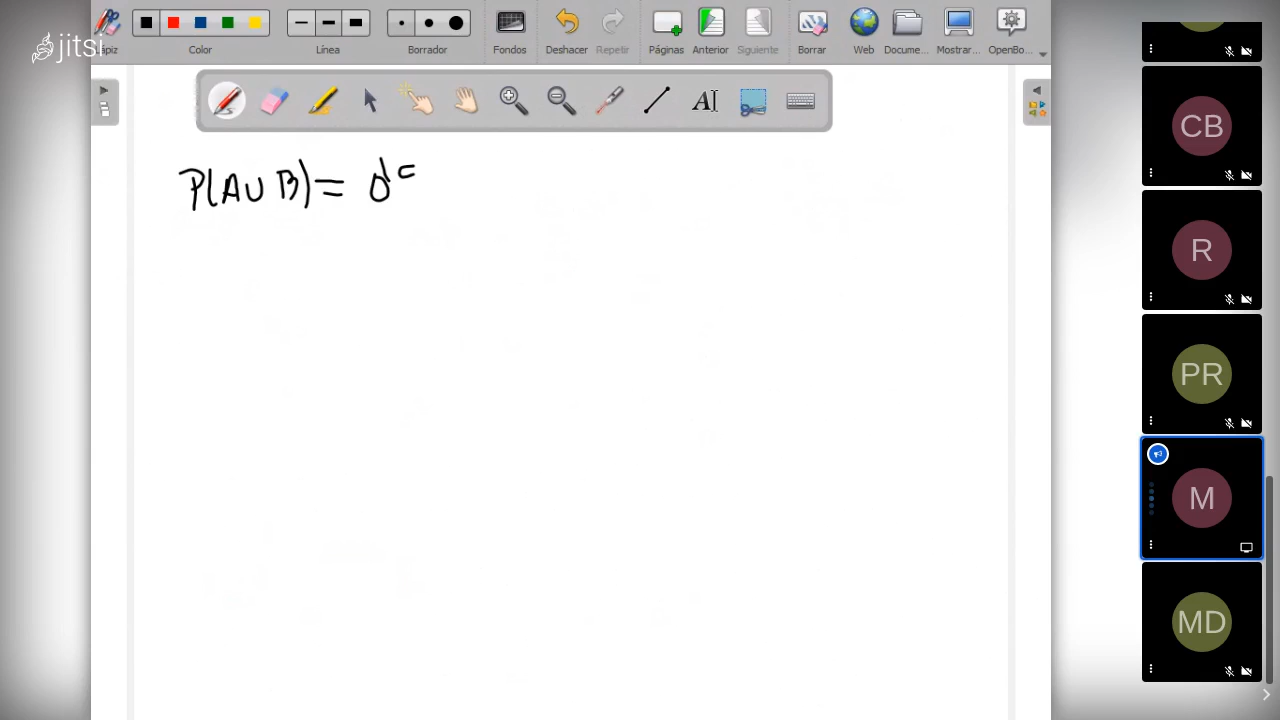 jitsi
Lápiz Color Línea Borrador Fondos Deshacer Repetir Páginas Anterior Siguiente Borrar Web Docume... Mostrar... OpenBo...
P(A∪B)=
CB
R
PR
M
MD